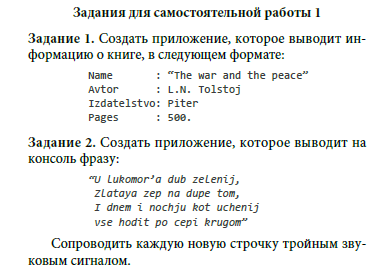 Задания для самостоятельной работы 1
Задание 1. Создать приложение, которое выводит ин-
формацию о книге, в следующем формате:
Name : “The war and the peace”
Avtor : L.N. Tolstoj
Izdatelstvo: Piter
Pages : 500.
Задание 2. Создать приложение, которое выводит на
консоль фразу:
“U lukomor’a dub zelenij,
Zlataya zep na dupe tom,
I dnem i nochju kot uchenij
vse hodit po cepi krugom”
Сопроводить каждую новую строчку тройным зву-
ковым сигналом.